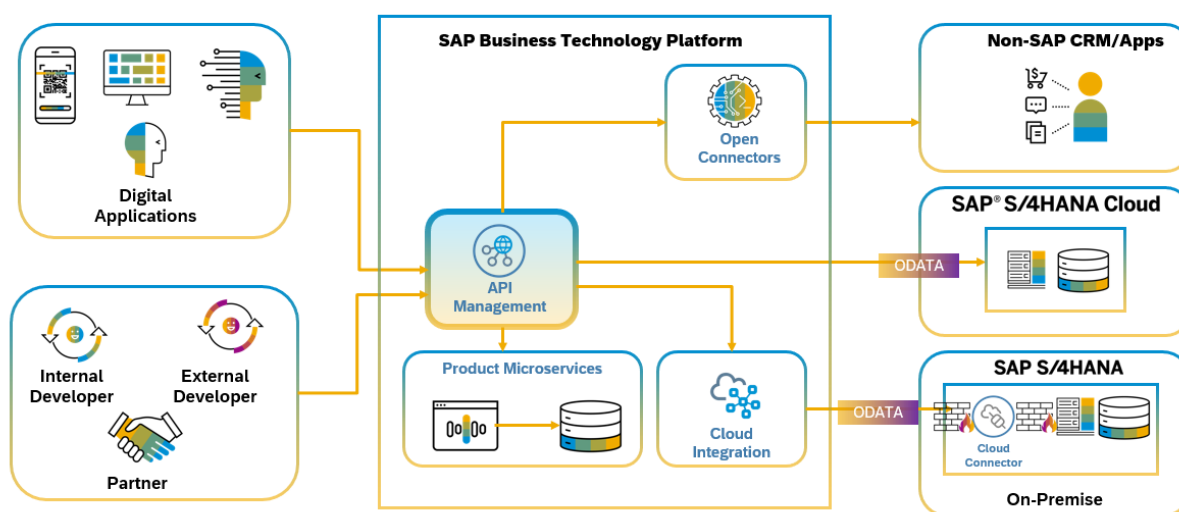 Digital
Applications
Internal
Developer
External
Developer
Partner
SAP Business Technology Platform
Open
Connectors
API
Management
Product Microservices
Cloud
Integration
Non-SAP CRM/Apps
$
SAP® S/4HANA Cloud
ODATA
SAP S/4HANA
ODATA
Cloud
Connector
On-Premise